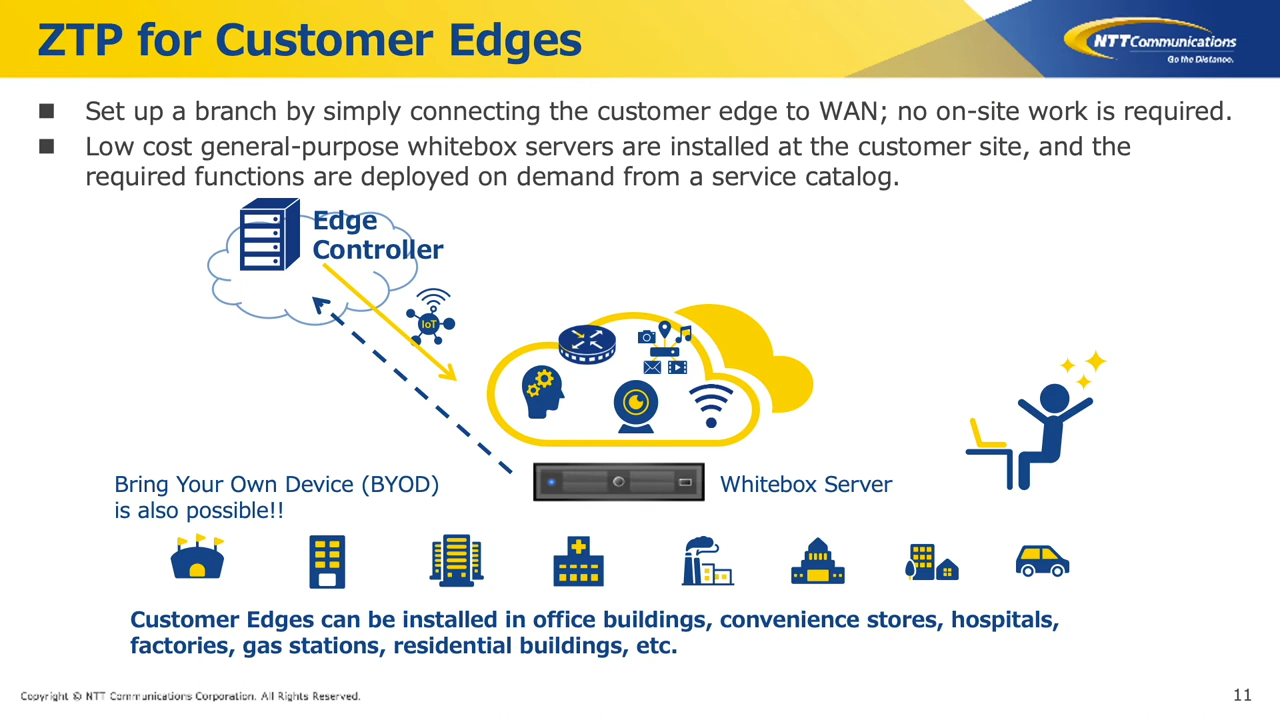 ZTP for Customer Edges
NTT Communications
Go the Distance.
■ Set up a branch by simply connecting the customer edge to WAN; no on-site work is required.
■ Low cost general-purpose whitebox servers are installed at the customer site, and the
required functions are deployed on demand from a service catalog.
Edge
Controller
IoT
Bring Your Own Device (BYOD)
is also possible!!
Whitebox Server
Customer Edges can be installed in office buildings, convenience stores, hospitals,
factories, gas stations, residential buildings, etc.
Copyright © NTT Communications Corporation. All Rights Reserved.
11